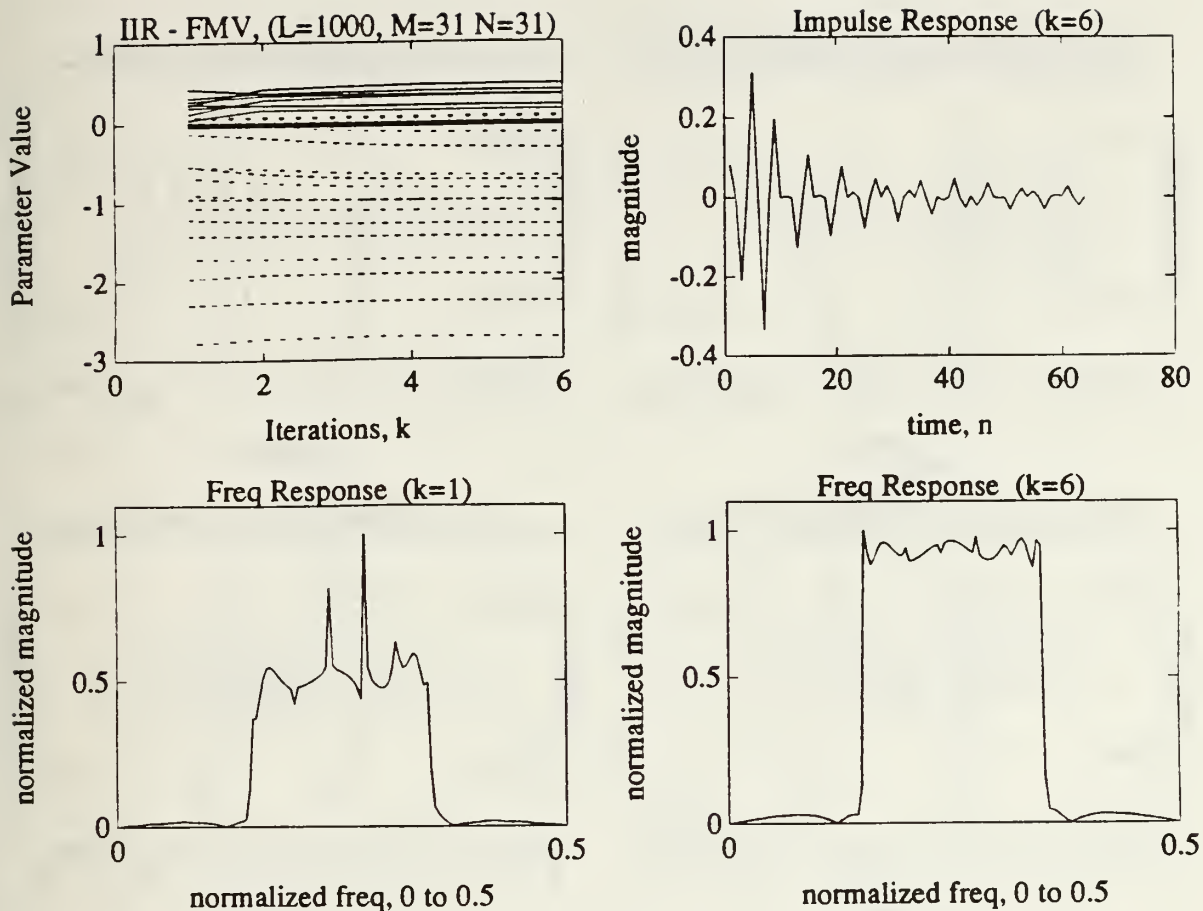 IIR - FMV, (L=1000, M=31 N=31)
1
0
-1
-2
-3
Parameter Value
0
2
4
6
Iterations, k
Impulse Response (k=6)
0.4
0.2
0
-0.2
-0.4
magnitude
0
20
40
60
80
time, n
Freq Response (k=1)
1
0.5
0
normalized magnitude
0
0.5
normalized freq, 0 to 0.5
Freq Response (k=6)
1
0.5
0
normalized magnitude
0
0.5
normalized freq, 0 to 0.5